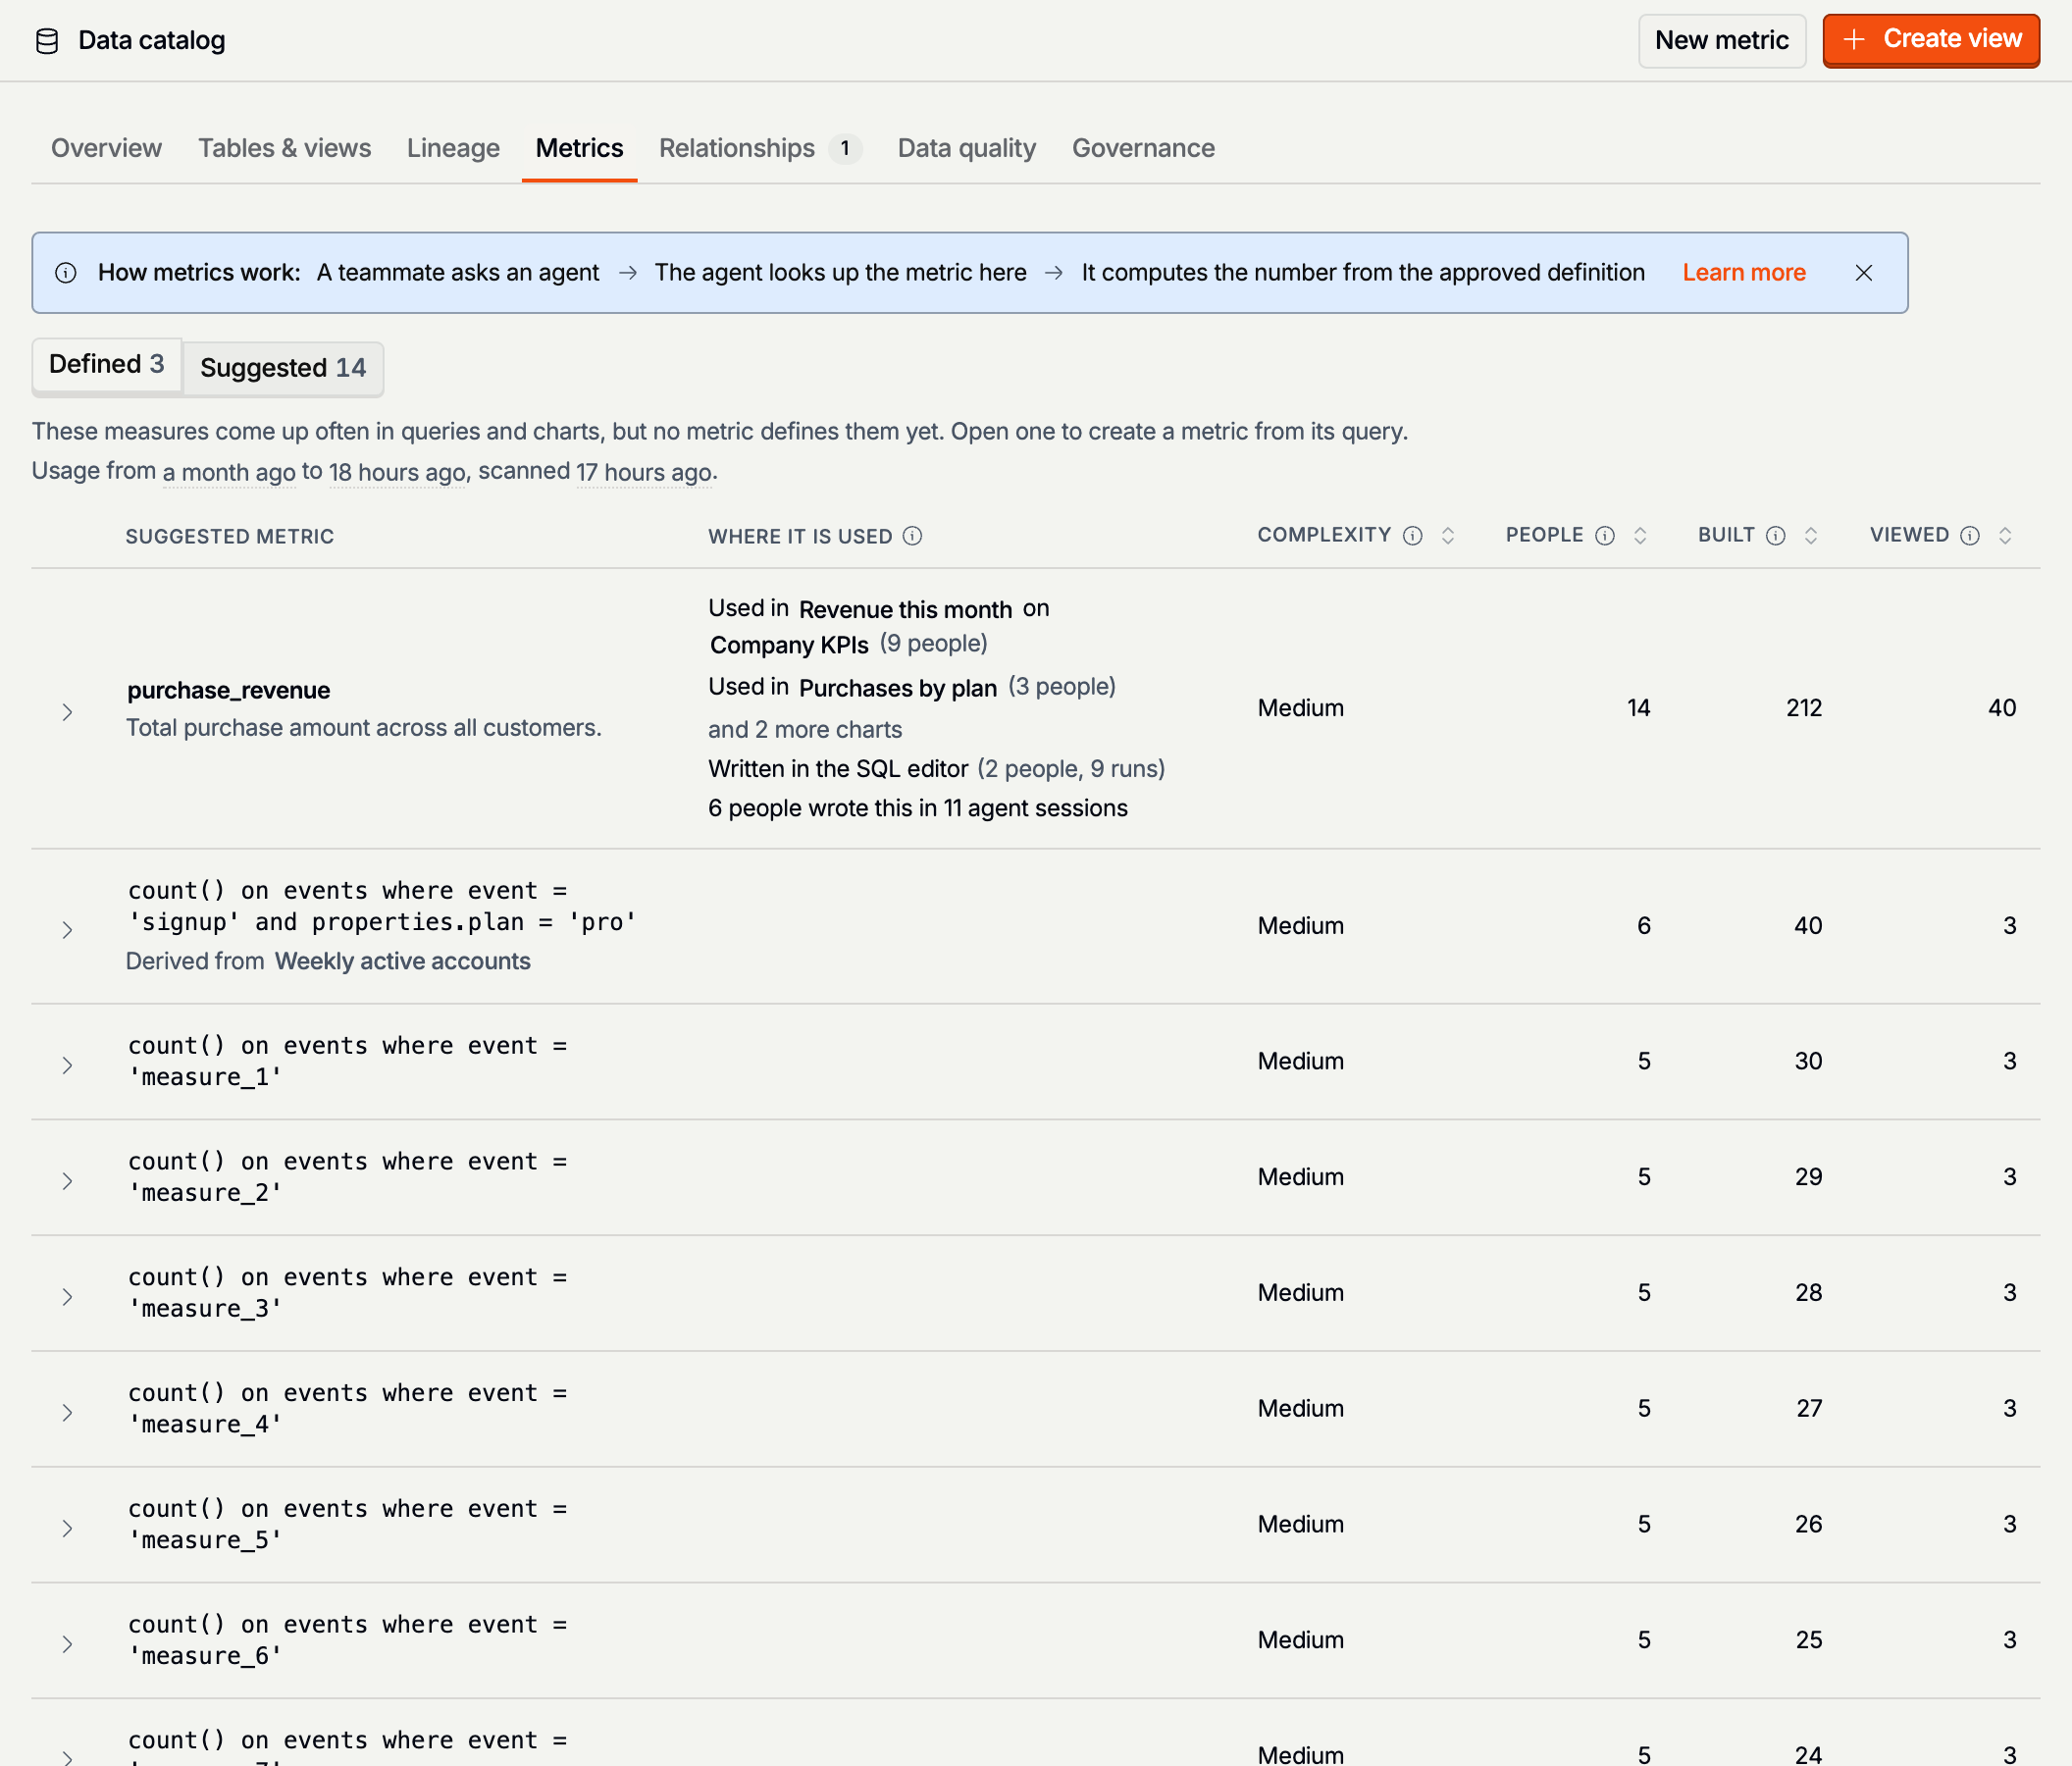 Data catalog
New metric
Create view
Overview
Tables & views
Lineage
Metrics
Relationships 1
Data quality
Governance
How metrics work: A teammate asks an agent → The agent looks up the metric here → It computes the number from the approved definition Learn more
Defined 3
Suggested 14
These measures come up often in queries and charts, but no metric defines them yet. Open one to create a metric from its query.
Usage from a month ago to 18 hours ago, scanned 17 hours ago.
SUGGESTED METRIC
WHERE IT IS USED
COMPLEXITY
PEOPLE
BUILT
VIEWED
purchase_revenue
Total purchase amount across all customers.
Used in Revenue this month on
Company KPIs (9 people)
Used in Purchases by plan (3 people)
and 2 more charts
Written in the SQL editor (2 people, 9 runs)
6 people wrote this in 11 agent sessions
Medium
14
212
40
count() on events where event =
'signup' and properties.plan = 'pro'
Derived from Weekly active accounts
Medium
6
40
3
count() on events where event =
'measure_1'
Medium
5
30
3
count() on events where event =
'measure_2'
Medium
5
29
3
count() on events where event =
'measure_3'
Medium
5
28
3
count() on events where event =
'measure_4'
Medium
5
27
3
count() on events where event =
'measure_5'
Medium
5
26
3
count() on events where event =
'measure_6'
Medium
5
25
3
count() on events where event =
Medium
5
24
3